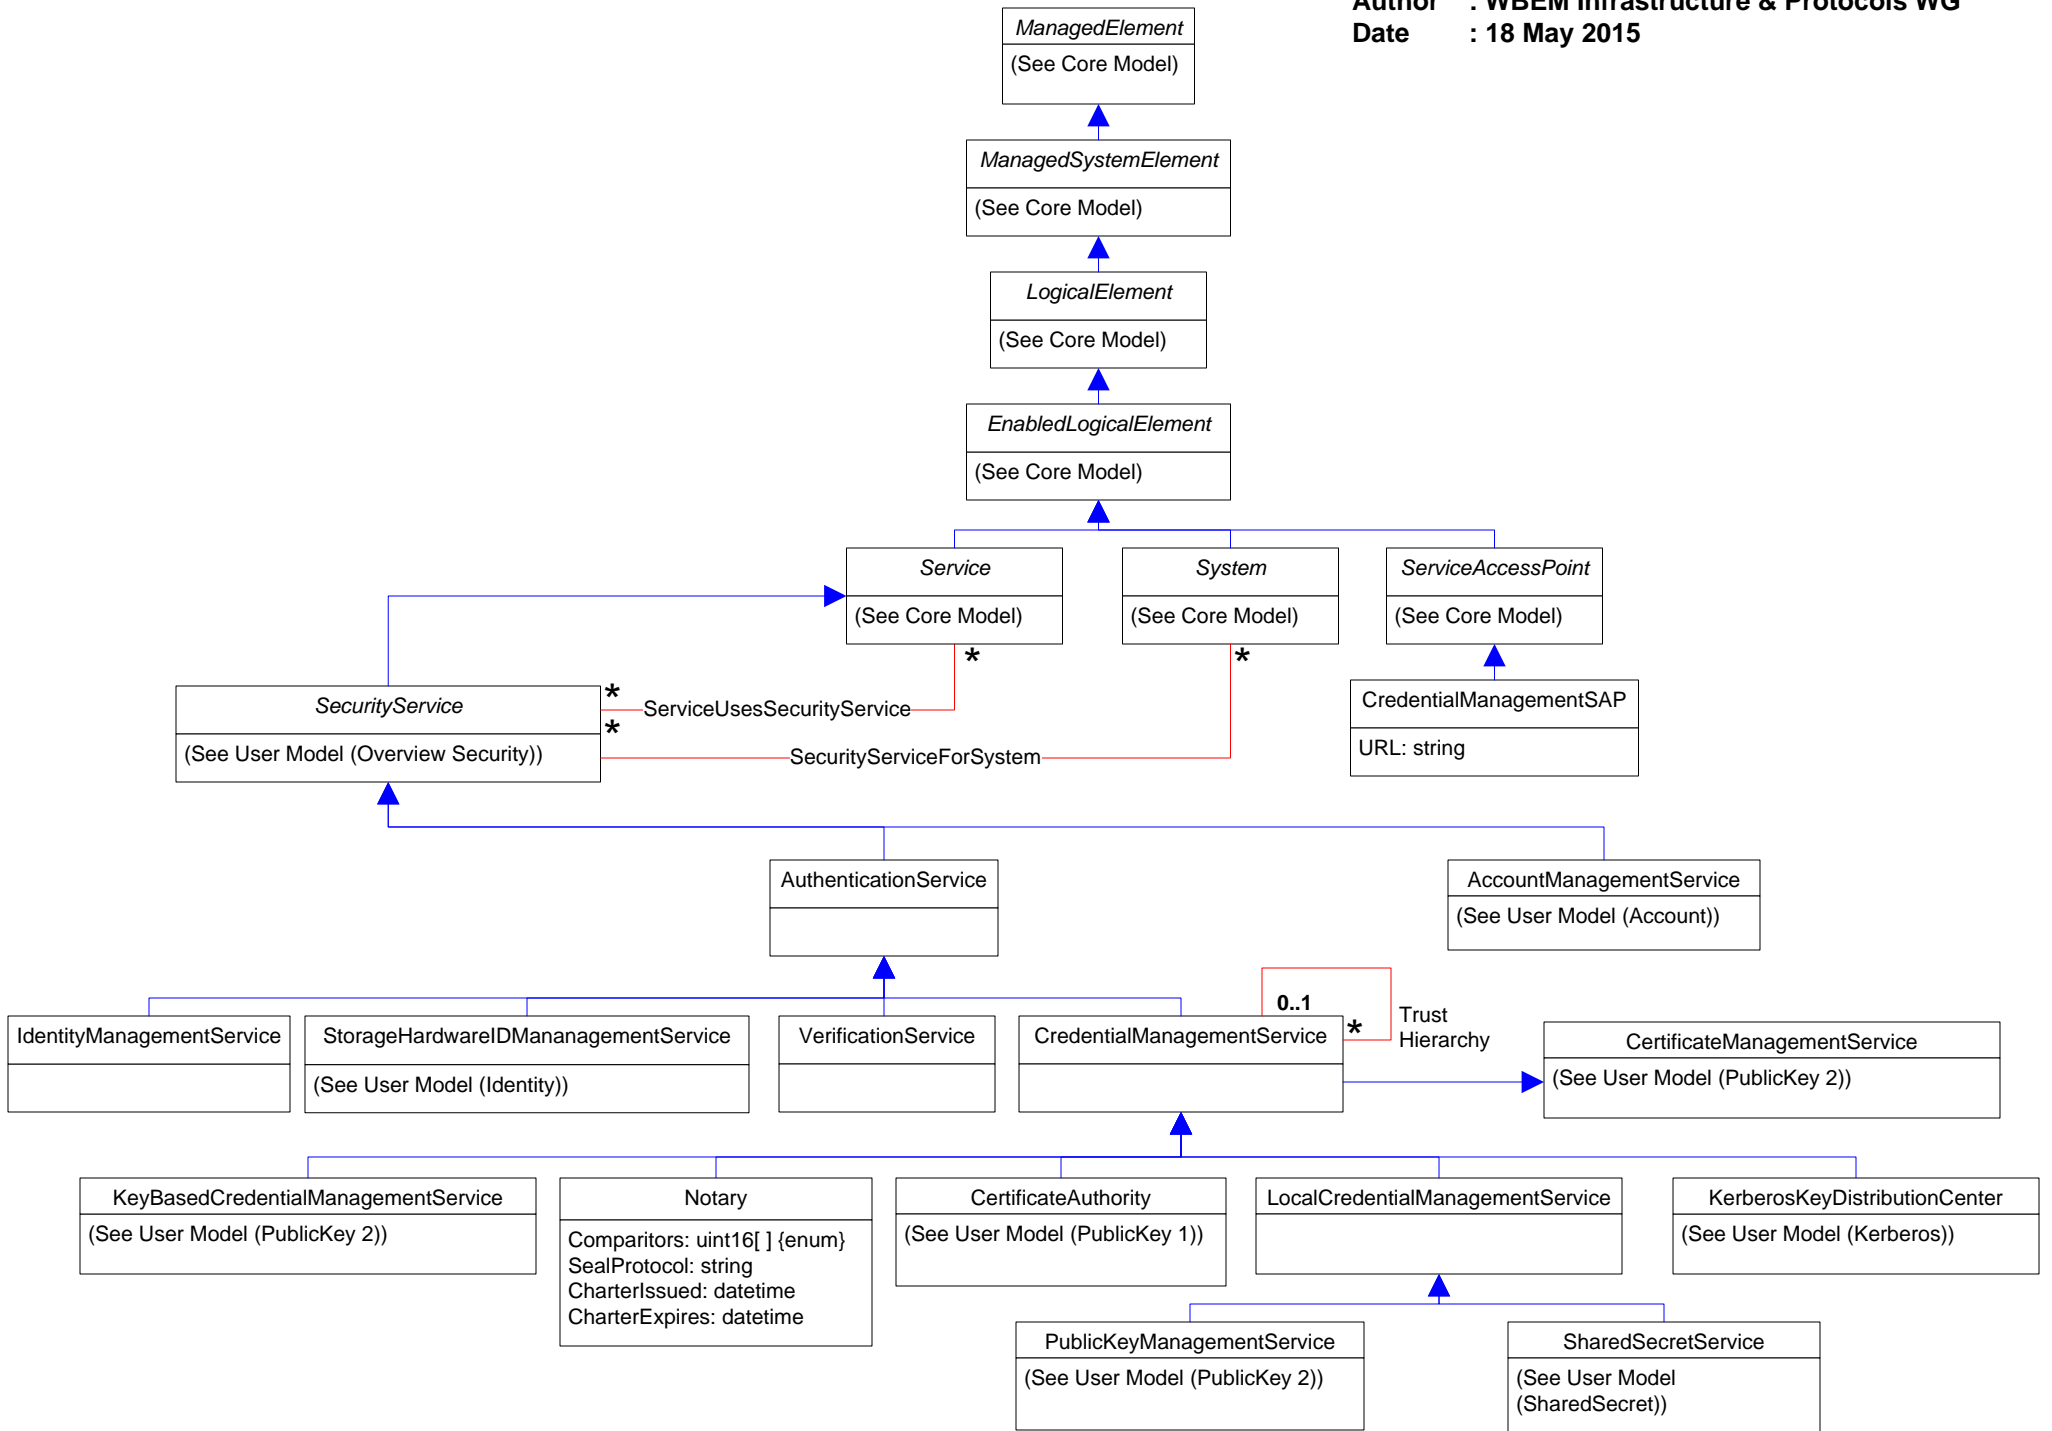 Author : WBEM Infrastructure & Protocols WG
Date : 18 May 2015
ManagedElement
(See Core Model)
ManagedSystemElement
(See Core Model)
LogicalElement
(See Core Model)
EnabledLogicalElement
(See Core Model)
Service
(See Core Model)
System
(See Core Model)
ServiceAccessPoint
(See Core Model)
*
*
SecurityService
(See User Model (Overview Security))
*
ServiceUsesSecurityService
*
SecurityServiceForSystem
CredentialManagementSAP
URL: string
AuthenticationService
AccountManagementService
(See User Model (Account))
IdentityManagementService
StorageHardwareIDMananagementService
(See User Model (Identity))
VerificationService
CredentialManagementService
0..1
*
Trust
Hierarchy
CertificateManagementService
(See User Model (PublicKey 2))
KeyBasedCredentialManagementService
(See User Model (PublicKey 2))
Notary
Comparitors: uint16[ ] {enum}
SealProtocol: string
CharterIssued: datetime
CharterExpires: datetime
CertificateAuthority
(See User Model (PublicKey 1))
LocalCredentialManagementService
KerberosKeyDistributionCenter
(See User Model (Kerberos))
PublicKeyManagementService
(See User Model (PublicKey 2))
SharedSecretService
(See User Model
(SharedSecret))